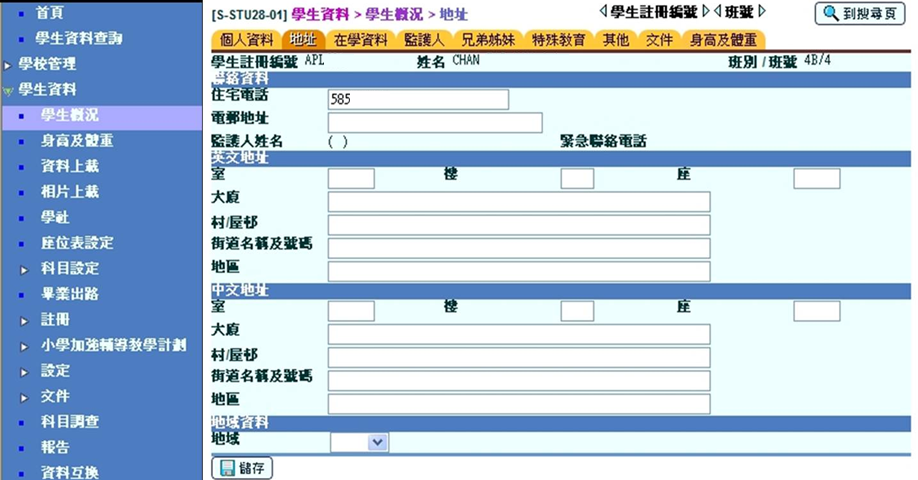 首頁
學生資料查詢
學校管理
學生資料
學生概況
身高及體重
資料上載
相片上載
學社
座位表設定
科目設定
畢業出路
註冊
小學加強輔導教學計劃
設定
文件
科目調查
報告
資料互換
[S-STU28-01] 學生資料 > 學生概況 > 地址
學生註冊編號 班號
到搜尋頁
個人資料 地址 在學資料 監護人 兄弟姊妹 特殊教育 其他 文件 身高及體重
學生註冊編號 API 姓名 CHAN 班別 / 班號 4B/4
聯絡資料
住宅電話 585
電郵地址
監護人姓名 ( ) 緊急聯絡電話
英文地址
室 樓 座
大廈
村/屋邨
街道名稱及號碼
地區
中文地址
室 樓 座
大廈
村/屋邨
街道名稱及號碼
地區
地域資料
地域
儲存